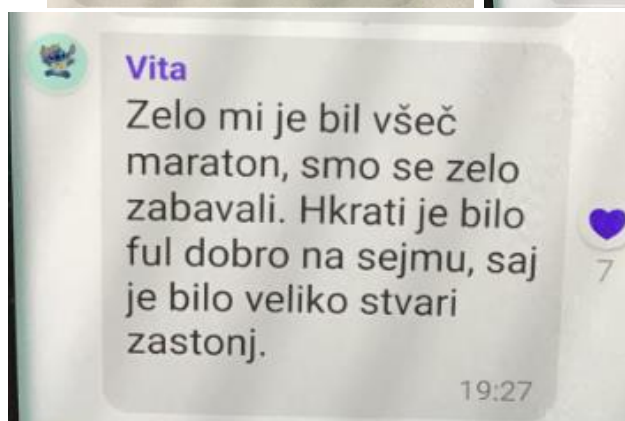 Vita
Zelo mi je bil všeč
maraton, smo se zelo
zabavali. Hkrati je bilo
ful dobro na sejmu, saj
je bilo veliko stvari
zastonj.
7
19:27